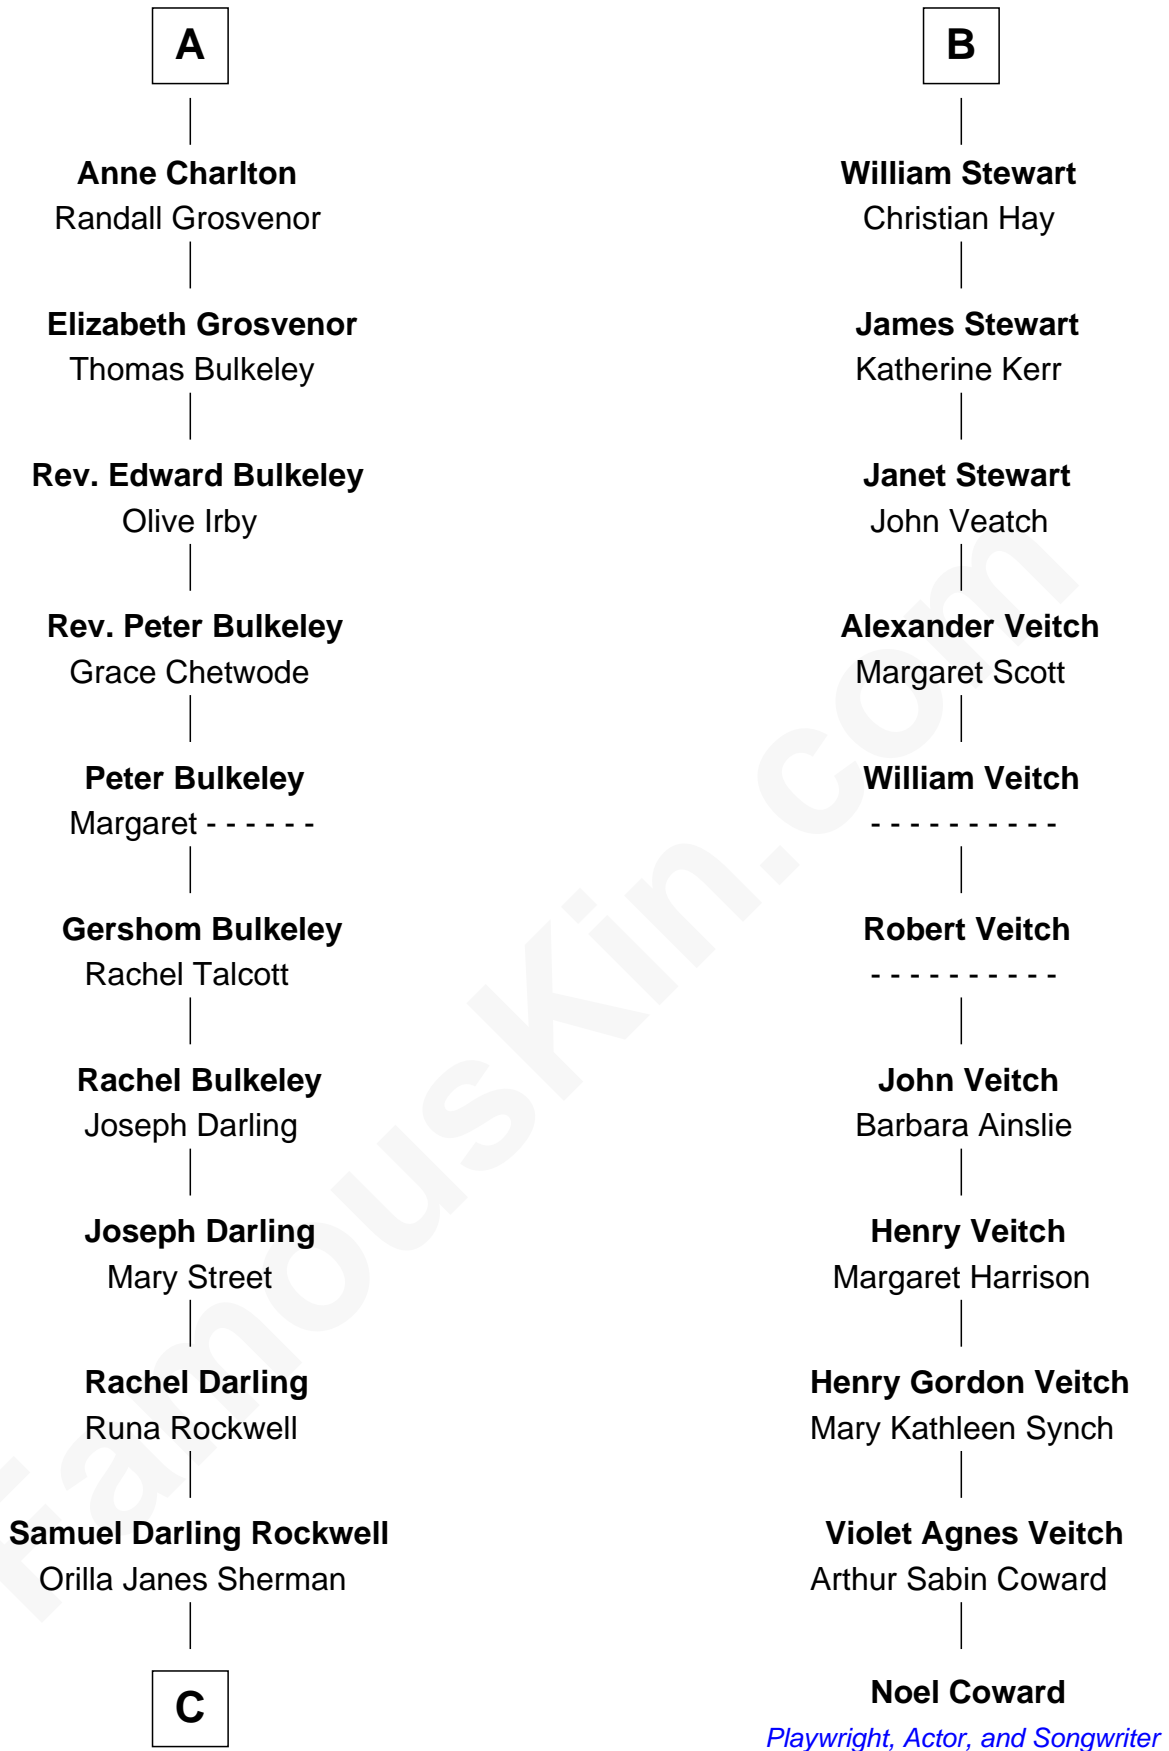 A
Anne Charlton
Randall Grosvenor
Elizabeth Grosvenor
Thomas Bulkeley
Rev. Edward Bulkeley
Olive Irby
Rev. Peter Bulkeley
Grace Chetwode
Peter Bulkeley
Margaret - - - - - -
Gershom Bulkeley
Rachel Talcott
Rachel Bulkeley
Joseph Darling
Joseph Darling
Mary Street
Rachel Darling
Runa Rockwell
Samuel Darling Rockwell
Orilla Janes Sherman
C
B
William Stewart
Christian Hay
James Stewart
Katherine Kerr
Janet Stewart
John Veatch
Alexander Veitch
Margaret Scott
William Veitch
- - - - - - - - - -
Robert Veitch
- - - - - - - - - -
John Veitch
Barbara Ainslie
Henry Veitch
Margaret Harrison
Henry Gordon Veitch
Mary Kathleen Synch
Violet Agnes Veitch
Arthur Sabin Coward
Noel Coward
Playwright, Actor, and Songwriter
FamousKin.com